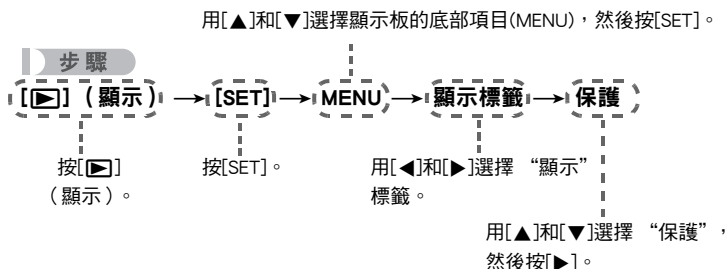 用[▲]和[▼]選擇顯示板的底部項目(MENU)，然後按[SET]。
步驟
[▶]（顯示）→[SET]→MENU→顯示標籤→保護
按[▶]
（顯示）。
按[SET]。
用[◀]和[▶]選擇 “顯示”
標籤。
用[▲]和[▼]選擇 “保護”，
然後按[▶]。